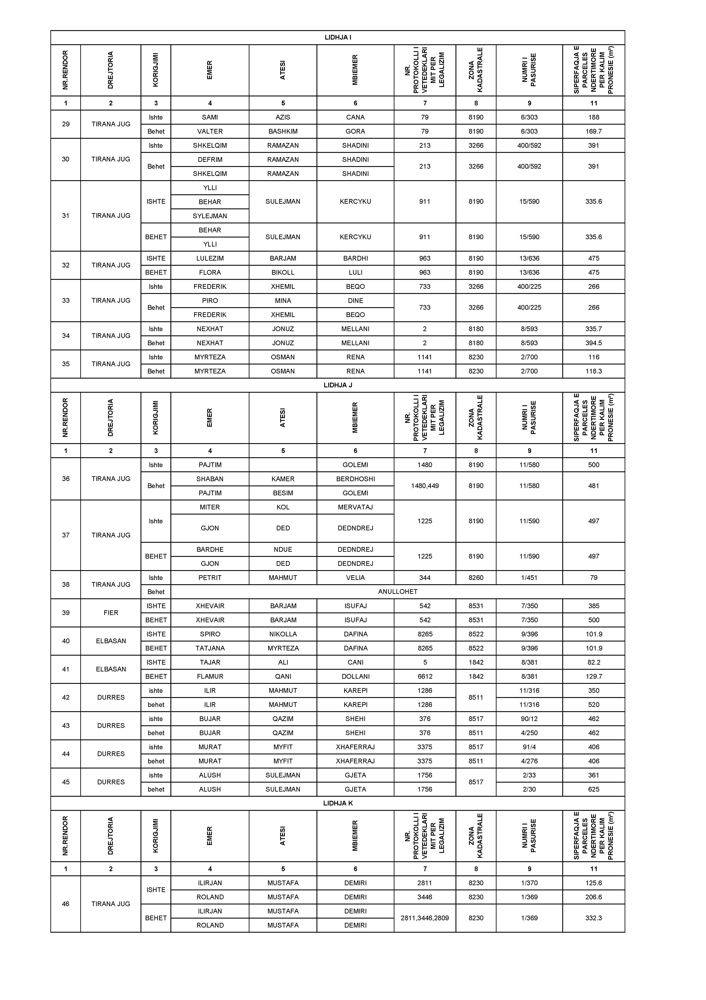 LIDHJA I
NR.RENDOR DREJTORIA KORIGJIMI EMER ATESI MBIEMER NR. PROTOKOLLI I VETEDEKLARI MIT PER LEGALIZIM ZONA KADASTRALE NUMRI I PASURISE SIPERFAQJA E PARCELES NDERTIMORE PER KALIM PRONESIE (m²)
1 2 3 4 5 6 7 8 9 11
29 TIRANA JUG Ishte SAMI AZIS CANA 79 8190 6/303 188
Behet VALTER BASHKIM GORA 79 8190 6/303 169.7
30 TIRANA JUG Ishte SHKELQIM RAMAZAN SHADINI 213 3266 400/592 391
Behet DEFRIM RAMAZAN SHADINI 213 3266 400/592 391
SHKELQIM RAMAZAN SHADINI
31 TIRANA JUG ISHTE YLLI SULEJMAN KERCYKU 911 8190 15/590 335.6
BEHAR
SYLEJMAN
BEHET BEHAR SULEJMAN KERCYKU 911 8190 15/590 335.6
YLLI
32 TIRANA JUG ISHTE LULEZIM BARJAM BARDHI 963 8190 13/636 475
BEHET FLORA BIKOLL LULI 963 8190 13/636 475
33 TIRANA JUG Ishte FREDERIK XHEMIL BEQO 733 3266 400/225 266
Behet PIRO MINA DINE 733 3266 400/225 266
FREDERIK XHEMIL BEQO
34 TIRANA JUG Ishte NEXHAT JONUZ MELLANI 2 8180 8/593 335.7
Behet NEXHAT JONUZ MELLANI 2 8180 8/593 394.5
35 TIRANA JUG Ishte MYRTEZA OSMAN RENA 1141 8230 2/700 116
Behet MYRTEZA OSMAN RENA 1141 8230 2/700 118.3
LIDHJA J
NR.RENDOR DREJTORIA KORIGJIMI EMER ATESI MBIEMER NR. PROTOKOLLI I VETEDEKLARI MIT PER LEGALIZIM ZONA KADASTRALE NUMRI I PASURISE SIPERFAQJA E PARCELES NDERTIMORE PER KALIM PRONESIE (m²)
1 2 3 4 5 6 7 8 9 11
36 TIRANA JUG Ishte PAJTIM GOLEMI 1480 8190 11/580 500
Behet SHABAN KAMER BERDHOSHI 1480,449 8190 11/580 481
PAJTIM BESIM GOLEMI
37 TIRANA JUG Ishte MITER KOL MERVATAJ 1225 8190 11/590 497
GJON DED DEDNDREJ
BEHET BARDHE NDUE DEDNDREJ 1225 8190 11/590 497
GJON DED DEDNDREJ
38 TIRANA JUG Ishte PETRIT MAHMUT VELIA 344 8260 1/451 79
Behet ANULLOHET
39 FIER ISHTE XHEVAIR BARJAM ISUFAJ 542 8531 7/350 385
BEHET XHEVAIR BARJAM ISUFAJ 542 8531 7/350 500
40 ELBASAN ISHTE SPIRO NIKOLLA DAFINA 8265 8522 9/396 101.9
BEHET TATJANA MYRTEZA DAFINA 8265 8522 9/396 101.9
41 ELBASAN ISHTE TAJAR ALI CANI 5 1842 8/381 82.2
BEHET FLAMUR QANI DOLLANI 6612 1842 8/381 129.7
42 DURRES ishte ILIR MAHMUT KAREPI 1286 8511 11/316 350
behet ILIR MAHMUT KAREPI 1286 11/316 520
43 DURRES ishte BUJAR QAZIM SHEHI 376 8517 90/12 462
behet BUJAR QAZIM SHEHI 376 8511 4/250 462
44 DURRES ishte MURAT MYFIT XHAFERRAJ 3375 8517 91/4 406
behet MURAT MYFIT XHAFERRAJ 3375 8511 4/276 406
45 DURRES ishte ALUSH SULEJMAN GJETA 1756 8517 2/33 361
behet ALUSH SULEJMAN GJETA 1756 2/30 625
LIDHJA K
NR.RENDOR DREJTORIA KORIGJIMI EMER ATESI MBIEMER NR. PROTOKOLLI I VETEDEKLARI MIT PER LEGALIZIM ZONA KADASTRALE NUMRI I PASURISE SIPERFAQJA E PARCELES NDERTIMORE PER KALIM PRONESIE (m²)
1 2 3 4 5 6 7 8 9 11
46 TIRANA JUG ISHTE ILIRJAN MUSTAFA DEMIRI 2811 8230 1/370 125.6
ROLAND MUSTAFA DEMIRI 3446 8230 1/369 206.6
BEHET ILIRJAN MUSTAFA DEMIRI 2811,3446,2809 8230 1/369 332.3
ROLAND MUSTAFA DEMIRI